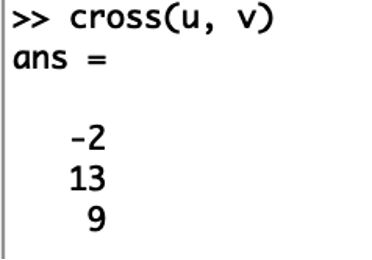 >> cross(u, v)
ans =
-2
13
9